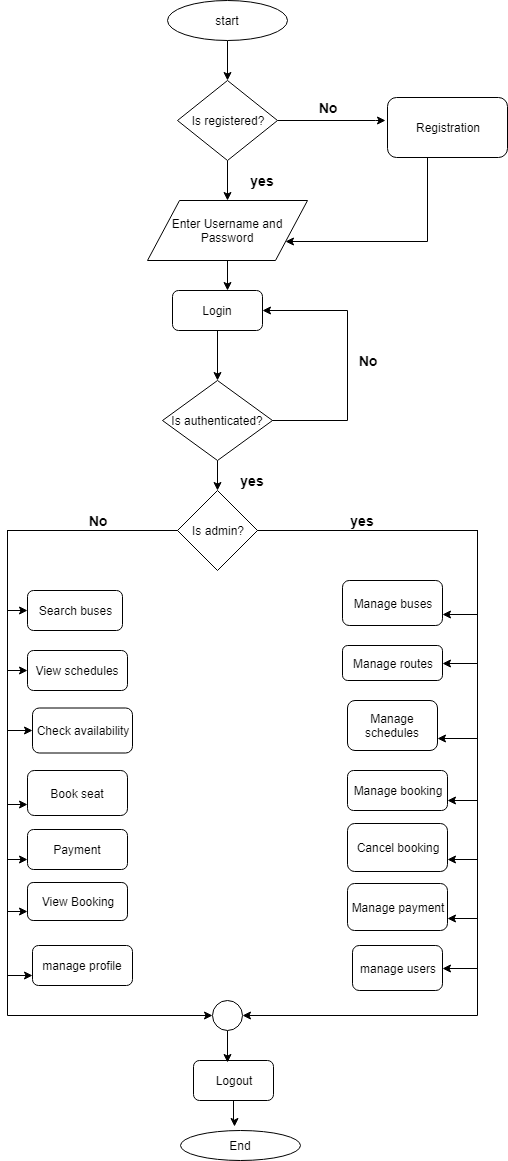 start
Is registered?
No
Registration
yes
Enter Username and
Password
Login
No
Is authenticated?
yes
Is admin?
No
yes
Search buses
View schedules
Check availability
Book seat
Payment
View Booking
manage profile
Manage buses
Manage routes
Manage
schedules
Manage booking
Cancel booking
Manage payment
manage users
Logout
End